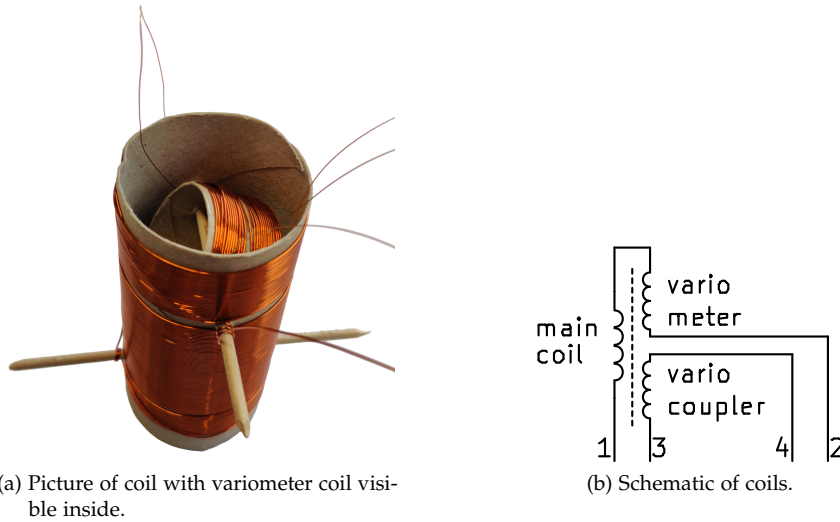 vario
meter
main
coil
vario
coupler
1 3 4 2
(a) Picture of coil with variometer coil visi-
ble inside.
(b) Schematic of coils.